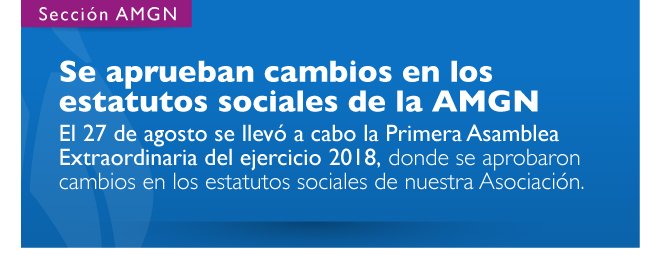 Sección AMGN
Se aprueban cambios en los
estatutos sociales de la AMGN
El 27 de agosto se llevó a cabo la Primera Asamblea
Extraordinaria del ejercicio 2018, donde se aprobaron
cambios en los estatutos sociales de nuestra Asociación.